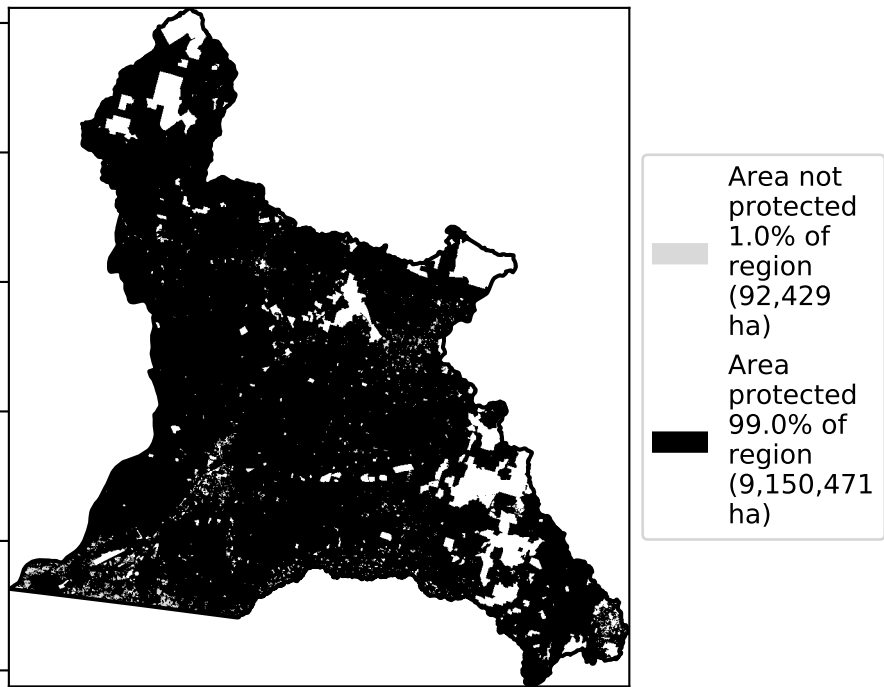 Area not
protected
1.0% of
region
(92,429
ha)
Area
protected
99.0% of
region
(9,150,471
ha)